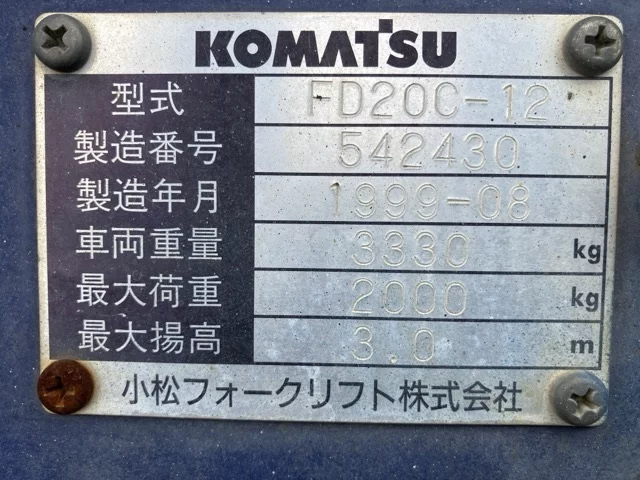 KOMATSU
型式 FD20C-12
製造番号 542430
製造年月 1999-08
車両重量 3330 kg
最大荷重 2000 kg
最大揚高 3.0 m
小松フォークリフト株式会社